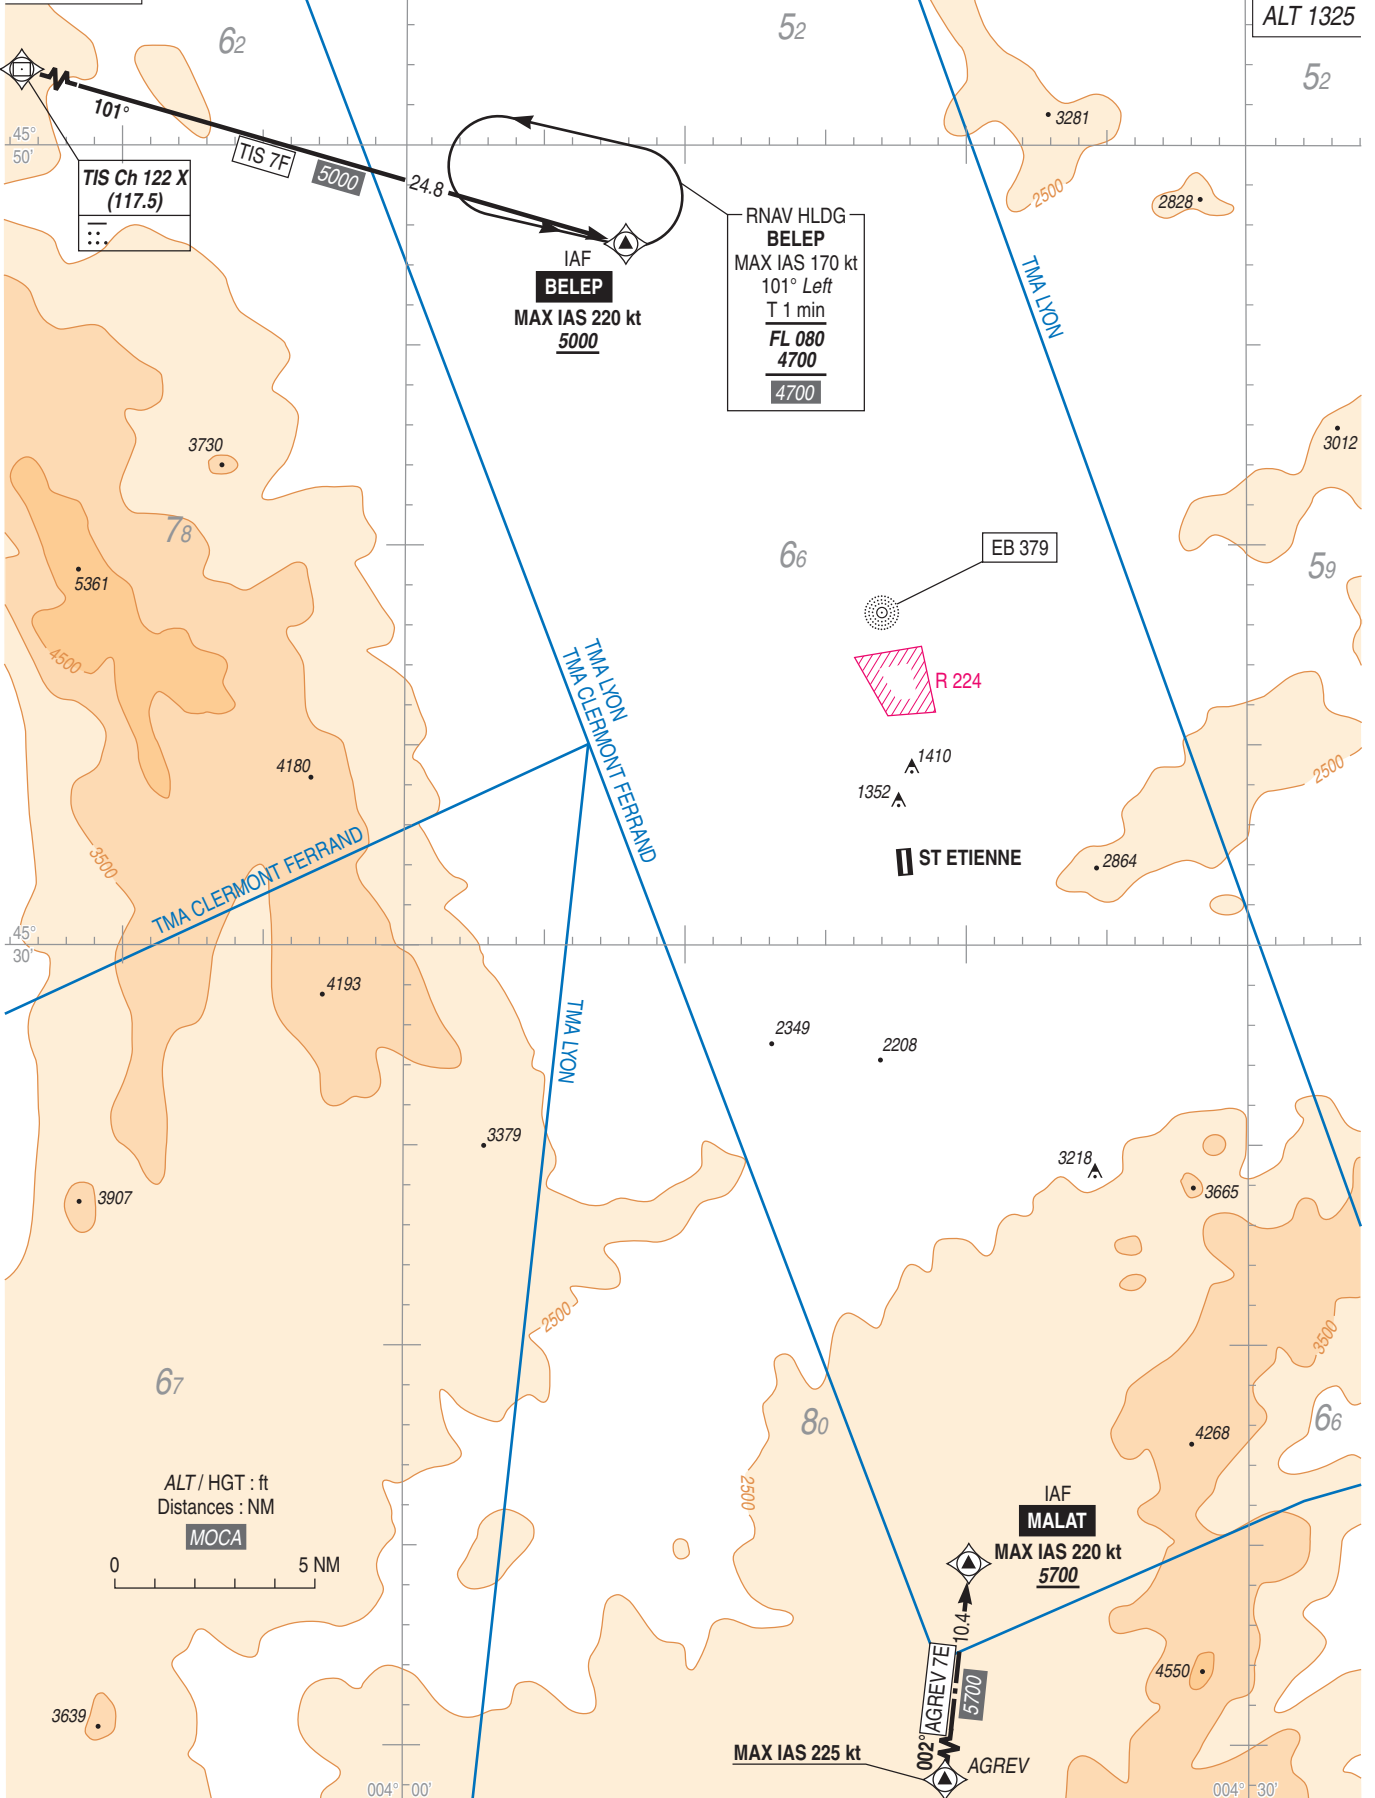 ALT 1325
62
52
52
101°
3281
45°
50'
TIS 7F
5000
24.8
TIS Ch 122 X
(117.5)
2500
2828
RNAV HLDG
BELEP
MAX IAS 170 kt
101° Left
T 1 min
FL 080
4700
4700
IAF
BELEP
MAX IAS 220 kt
5000
TMA LYON
3730
3012
78
66
EB 379
59
5361
4500
R 224
TMA LYON
TMA CLERMONT FERRAND
1410
1352
4180
2500
ST ETIENNE
2864
3500
TMA CLERMONT FERRAND
45°
30'
4193
TMA LYON
2349
2208
3379
3218
3665
3907
2500
3500
67
80
66
4268
ALT / HGT : ft
Distances : NM
MOCA
0 5 NM
2500
IAF
MALAT
MAX IAS 220 kt
5700
10.4
AGREV 7E
5700
4550
3639
002°
MAX IAS 225 kt
AGREV
004° 00'
004° 30'